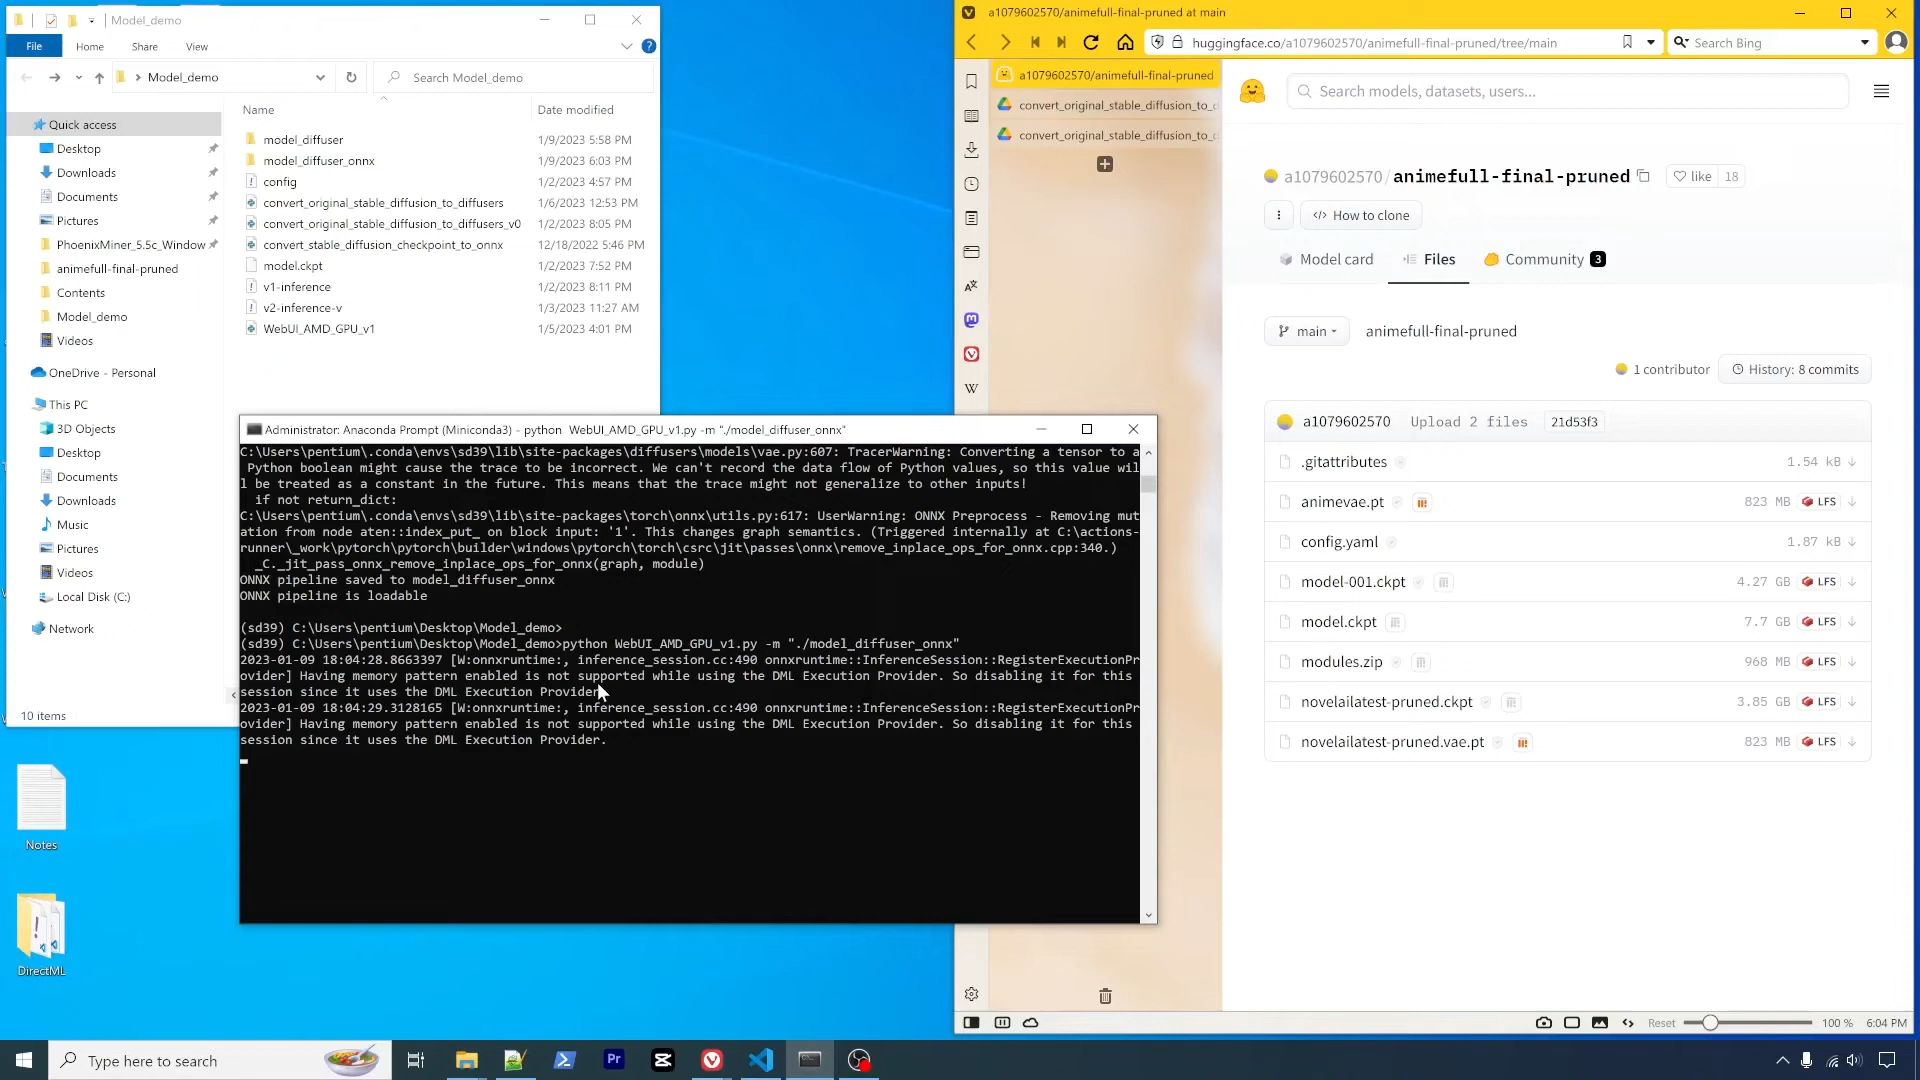 Model_demo
File
Home
Share
View
Model_demo
Search Model_demo
Name
Date modified
Quick access
Desktop
Downloads
Documents
Pictures
PhoenixMiner_5.5c_Window
animefull-final-pruned
Contents
Model_demo
Videos
OneDrive - Personal
This PC
3D Objects
Desktop
Documents
Downloads
Music
Pictures
Videos
Local Disk (C:)
Network
10 items
model_diffuser 1/9/2023 5:58 PM
model_diffuser_onnx 1/9/2023 6:03 PM
config 1/2/2023 4:57 PM
convert_original_stable_diffusion_to_diffusers 1/6/2023 12:53 PM
convert_original_stable_diffusion_to_diffusers_v0 1/2/2023 8:05 PM
convert_stable_diffusion_checkpoint_to_onnx 12/18/2022 5:46 PM
model.ckpt 1/2/2023 7:52 PM
v1-inference 1/2/2023 8:11 PM
v2-inference-v 1/3/2023 11:27 AM
WebUI_AMD_GPU_v1 1/5/2023 4:01 PM
Administrator: Anaconda Prompt (Miniconda3) - python WebUI_AMD_GPU_v1.py -m "./model_diffuser_onnx"
C:\Users\pentium\.conda\envs\sd39\lib\site-packages\diffusers\models\vae.py:607: TracerWarning: Converting a tensor to a
Python boolean might cause the trace to be incorrect. We can't record the data flow of Python values, so this value wil
l be treated as a constant in the future. This means that the trace might not generalize to other inputs!
if not return_dict:
C:\Users\pentium\.conda\envs\sd39\lib\site-packages\torch\onnx\utils.py:617: UserWarning: ONNX Preprocess - Removing mut
ation from node aten::index_put_ on block input: '1'. This changes graph semantics. (Triggered internally at C:\actions-
runner\_work\pytorch\pytorch\builder\windows\pytorch\torch\csrc\jit\passes\onnx\remove_inplace_ops_for_onnx.cpp:340.)
_C._jit_pass_onnx_remove_inplace_ops_for_onnx(graph, module)
ONNX pipeline saved to model_diffuser_onnx
ONNX pipeline is loadable
(sd39) C:\Users\pentium\Desktop\Model_demo>
(sd39) C:\Users\pentium\Desktop\Model_demo>python WebUI_AMD_GPU_v1.py -m "./model_diffuser_onnx"
2023-01-09 18:04:28.8663397 [W:onnxruntime:, inference_session.cc:490 onnxruntime::InferenceSession::RegisterExecutionPr
ovider] Having memory pattern enabled is not supported while using the DML Execution Provider. So disabling it for this
session since it uses the DML Execution Provider.
2023-01-09 18:04:29.3128165 [W:onnxruntime:, inference_session.cc:490 onnxruntime::InferenceSession::RegisterExecutionPr
ovider] Having memory pattern enabled is not supported while using the DML Execution Provider. So disabling it for this
session since it uses the DML Execution Provider.
Notes
DirectML
a1079602570/animefull-final-pruned at main
huggingface.co/a1079602570/animefull-final-pruned/tree/main
Search Bing
a1079602570/animefull-final-pruned
convert_original_stable_diffusion_to_d
convert_original_stable_diffusion_to_d
Search models, datasets, users...
a1079602570/animefull-final-pruned
like 18
</> How to clone
Model card
Files
Community 3
main
animefull-final-pruned
1 contributor
History: 8 commits
a1079602570 Upload 2 files 21d53f3
.gitattributes 1.54 kB
animevae.pt 823 MB LFS
config.yaml 1.87 kB
model-001.ckpt 4.27 GB LFS
model.ckpt 7.7 GB LFS
modules.zip 968 MB LFS
novelailatest-pruned.ckpt 3.85 GB LFS
novelailatest-pruned.vae.pt 823 MB LFS
Reset
100 %
6:04 PM
Type here to search
Pr